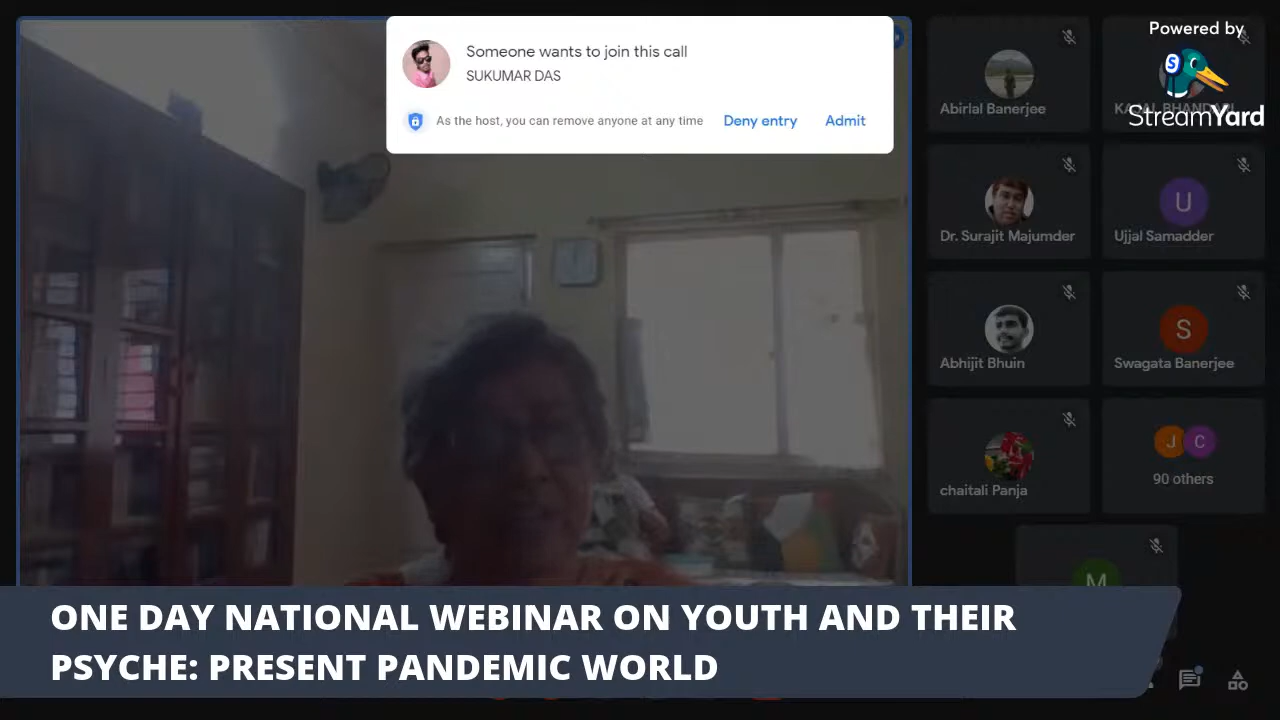 Someone wants to join this call
SUKUMAR DAS
As the host, you can remove anyone at any time
Deny entry
Admit
Powered by
StreamYard
Abirlal Banerjee
Dr. Surajit Majumder
U
Ujjal Samadder
Abhijit Bhuin
S
Swagata Banerjee
chaitali Panja
J C
90 others
M
ONE DAY NATIONAL WEBINAR ON YOUTH AND THEIR
PSYCHE: PRESENT PANDEMIC WORLD